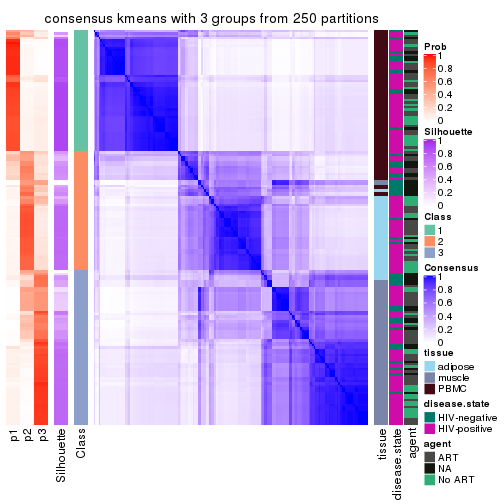 consensus kmeans with 3 groups from 250 partitions
p1
p2
p3
Silhouette
Class
tissue
disease.state
agent
Prob
1
0.8
0.6
0.4
0.2
0
Silhouette
1
0.8
0.6
0.4
0.2
0
Class
1
2
3
Consensus
1
0.8
0.6
0.4
0.2
0
tissue
adipose
muscle
PBMC
disease.state
HIV-negative
HIV-positive
agent
ART
NA
No ART